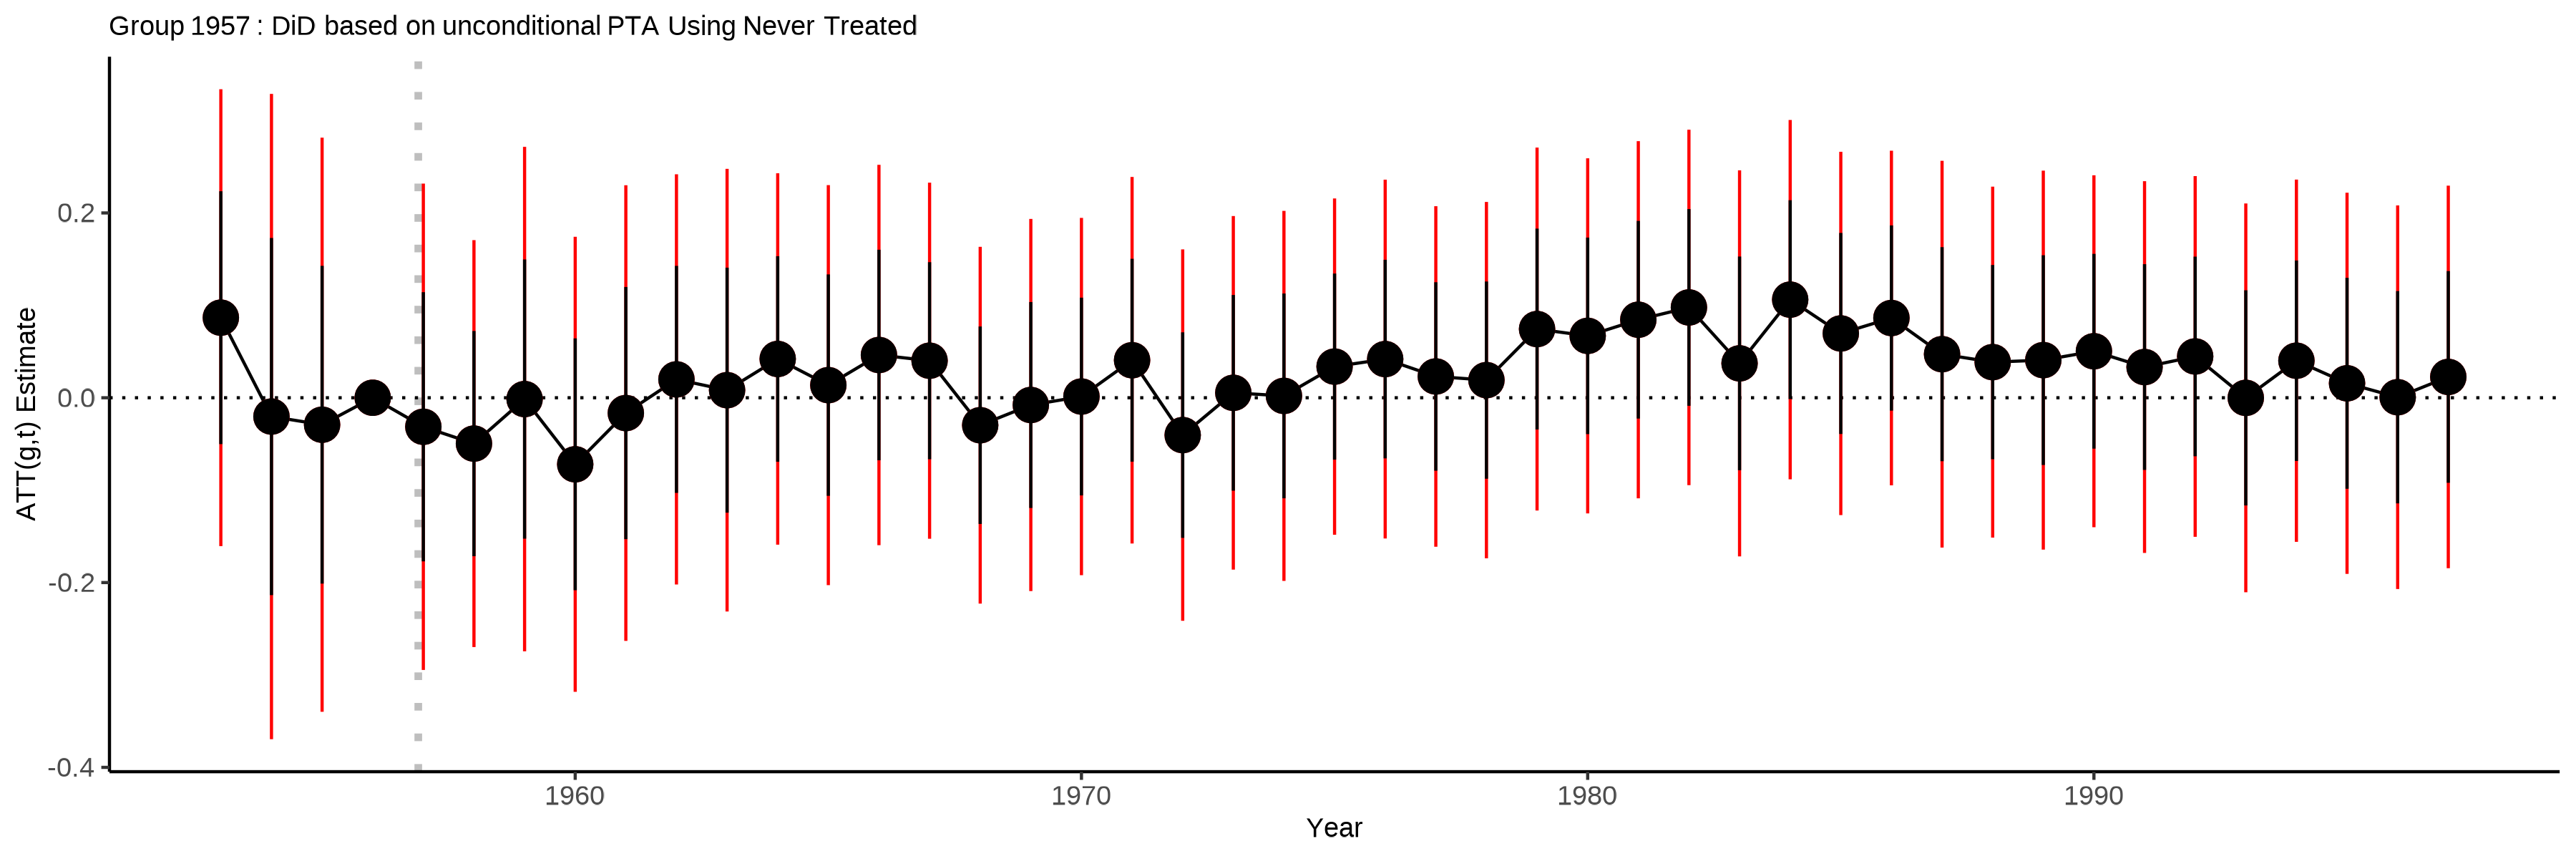 Group 1957 : DiD based on unconditional PTA Using Never Treated
ATT(g,t) Estimate
0.2
0.0
-0.2
-0.4
1960 1970 1980 1990
Year